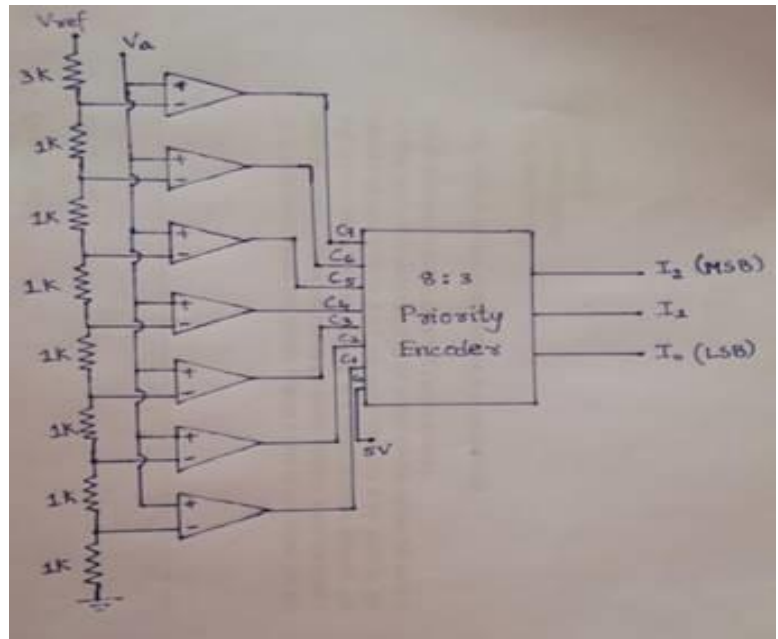 Vref
Va
3K
+
-
1K
+
-
1K
+
-
1K
+
-
1K
+
-
1K
+
-
1K
+
-
1K
C7
C6
C5
C4
C3
C2
C1
5V
8:3
Priority
Encoder
I2 (MSB)
I1
I0 (LSB)